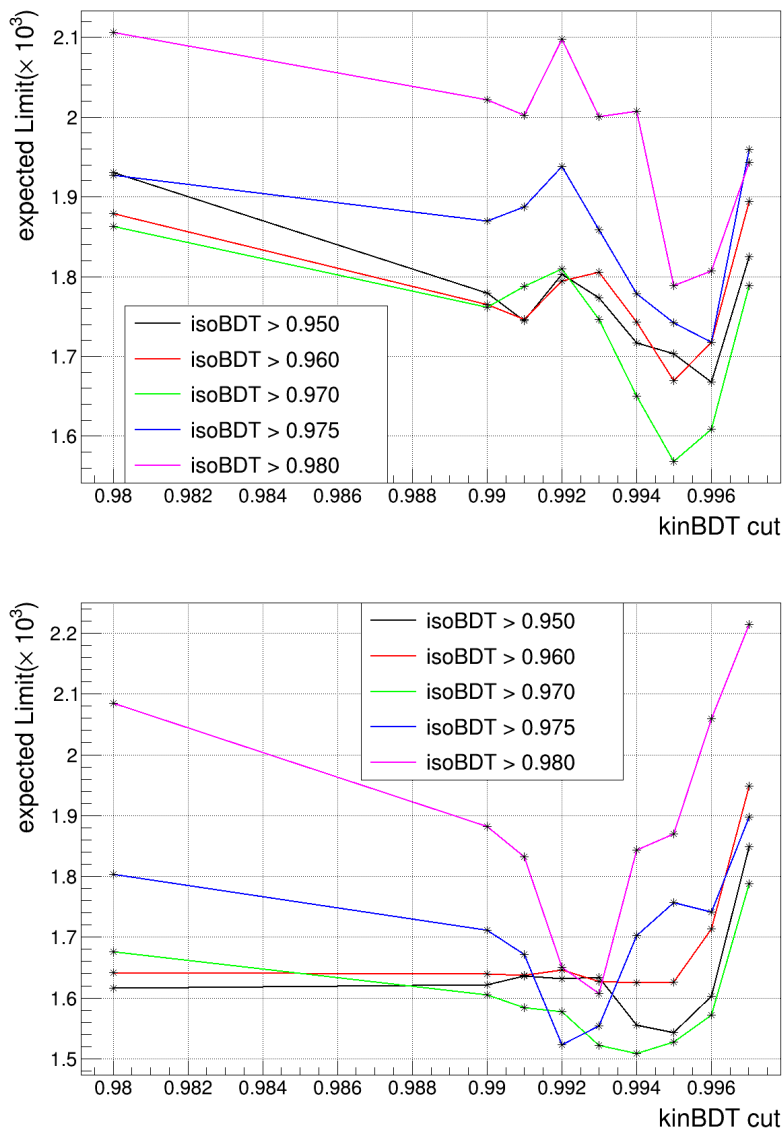 expected Limit(× 10³)
2.1
2
1.9
1.8
1.7
1.6
isoBDT > 0.950
isoBDT > 0.960
isoBDT > 0.970
isoBDT > 0.975
isoBDT > 0.980
0.98 0.982 0.984 0.986 0.988 0.99 0.992 0.994 0.996
kinBDT cut
expected Limit(× 10³)
2.2
2.1
2
1.9
1.8
1.7
1.6
1.5
isoBDT > 0.950
isoBDT > 0.960
isoBDT > 0.970
isoBDT > 0.975
isoBDT > 0.980
0.98 0.982 0.984 0.986 0.988 0.99 0.992 0.994 0.996
kinBDT cut